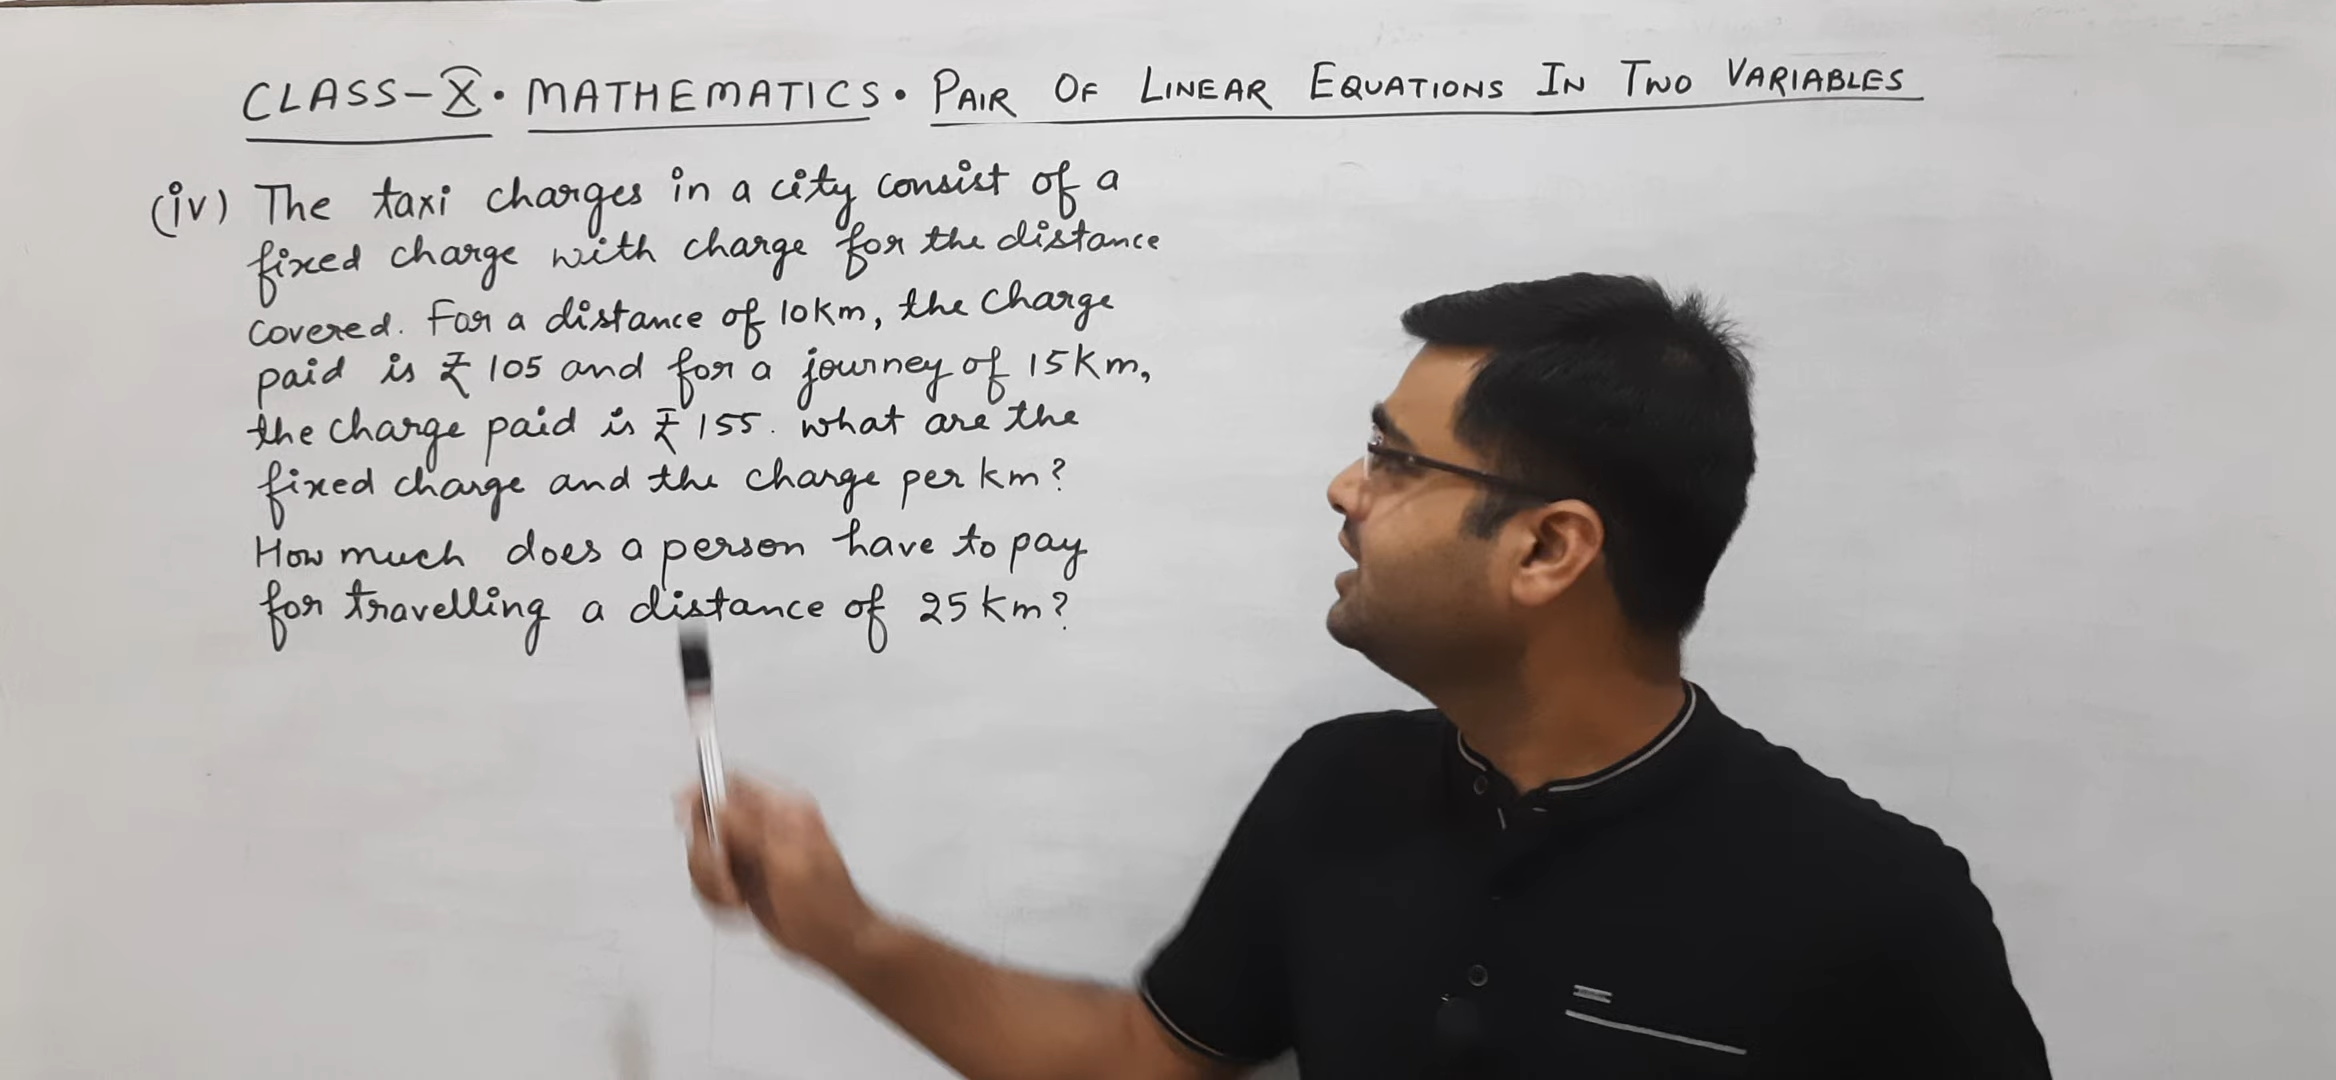 CLASS-X • MATHEMATICS • PAIR OF LINEAR EQUATIONS IN TWO VARIABLES
(iv) The taxi charges in a city consist of a
fixed charge with charge for the distance
covered. For a distance of 10km, the charge
paid is ₹ 105 and for a journey of 15km,
the charge paid is ₹ 155. what are the
fixed charge and the charge per km?
How much does a person have to pay
for travelling a distance of 25 km?